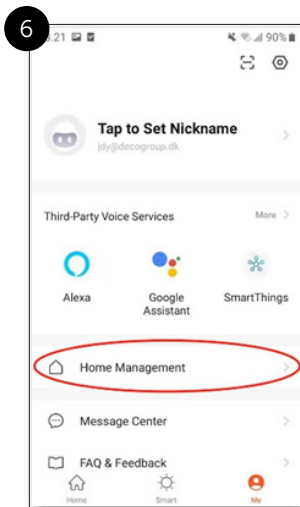 6
3.21 90%
Tap to Set Nickname
jdy@decogroup.dk
Third-Party Voice Services More
Alexa Google Assistant SmartThings
Home Management
Message Center
FAQ & Feedback
Home Smart Me